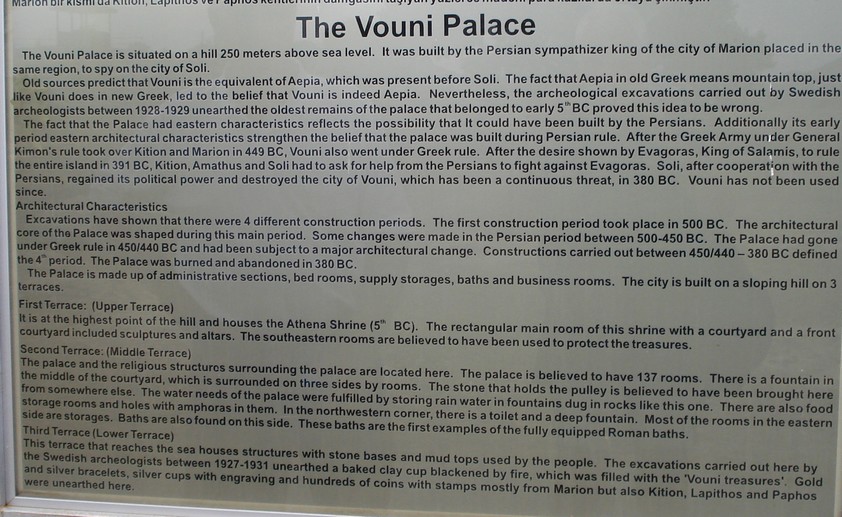 Marion bir kısmı da Kition, Lapithos ve Paphos kentlerinin damgasını taşıyan yüzlerce
The Vouni Palace
The Vouni Palace is situated on a hill 250 meters above sea level. It was built by the Persian sympathizer king of the city of Marion placed in the
same region, to spy on the city of Soli.
Old sources predict that Vouni is the equivalent of Aepia, which was present before Soli. The fact that Aepia in old Greek means mountain top, just
like Vouni does in new Greek, led to the belief that Vouni is indeed Aepia. Nevertheless, the archeological excavations carried out by Swedish
archeologists between 1928-1929 unearthed the oldest remains of the palace that belonged to early 5th BC proved this idea to be wrong.
The fact that the Palace had eastern characteristics reflects the possibility that It could have been built by the Persians. Additionally its early
period eastern architectural characteristics strengthen the belief that the palace was built during Persian rule. After the Greek Army under General
Kimon's rule took over Kition and Marion in 449 BC, Vouni also went under Greek rule. After the desire shown by Evagoras, King of Salamis, to rule
the entire island in 391 BC, Kition, Amathus and Soli had to ask for help from the Persians to fight against Evagoras. Soli, after cooperation with the
Persians, regained its political power and destroyed the city of Vouni, which has been a continuous threat, in 380 BC. Vouni has not been used
since.
Architectural Characteristics
Excavations have shown that there were 4 different construction periods. The first construction period took place in 500 BC. The architectural
core of the Palace was shaped during this main period. Some changes were made in the Persian period between 500-450 BC. The Palace had gone
under Greek rule in 450/440 BC and had been subject to a major architectural change. Constructions carried out between 450/440 – 380 BC defined
the 4th period. The Palace was burned and abandoned in 380 BC.
The Palace is made up of administrative sections, bed rooms, supply storages, baths and business rooms. The city is built on a sloping hill on 3
terraces.
First Terrace: (Upper Terrace)
It is at the highest point of the hill and houses the Athena Shrine (5th BC). The rectangular main room of this shrine with a courtyard and a front
courtyard included sculptures and altars. The southeastern rooms are believed to have been used to protect the treasures.
Second Terrace: (Middle Terrace)
The palace and the religious structures surrounding the palace are located here. The palace is believed to have 137 rooms. There is a fountain in
the middle of the courtyard, which is surrounded on three sides by rooms. The stone that holds the pulley is believed to have been brought here
from somewhere else. The water needs of the palace were fulfilled by storing rain water in fountains dug in rocks like this one. There are also food
storage rooms and holes with amphoras in them. In the northwestern corner, there is a toilet and a deep fountain. Most of the rooms in the eastern
side are storages. Baths are also found on this side. These baths are the first examples of the fully equipped Roman baths.
Third Terrace (Lower Terrace)
This terrace that reaches the sea houses structures with stone bases and mud tops used by the people. The excavations carried out here by
the Swedish archeologists between 1927-1931 unearthed a baked clay cup blackened by fire, which was filled with the 'Vouni treasures'. Gold
and silver bracelets, silver cups with engraving and hundreds of coins with stamps mostly from Marion but also Kition, Lapithos and Paphos
were unearthed here.